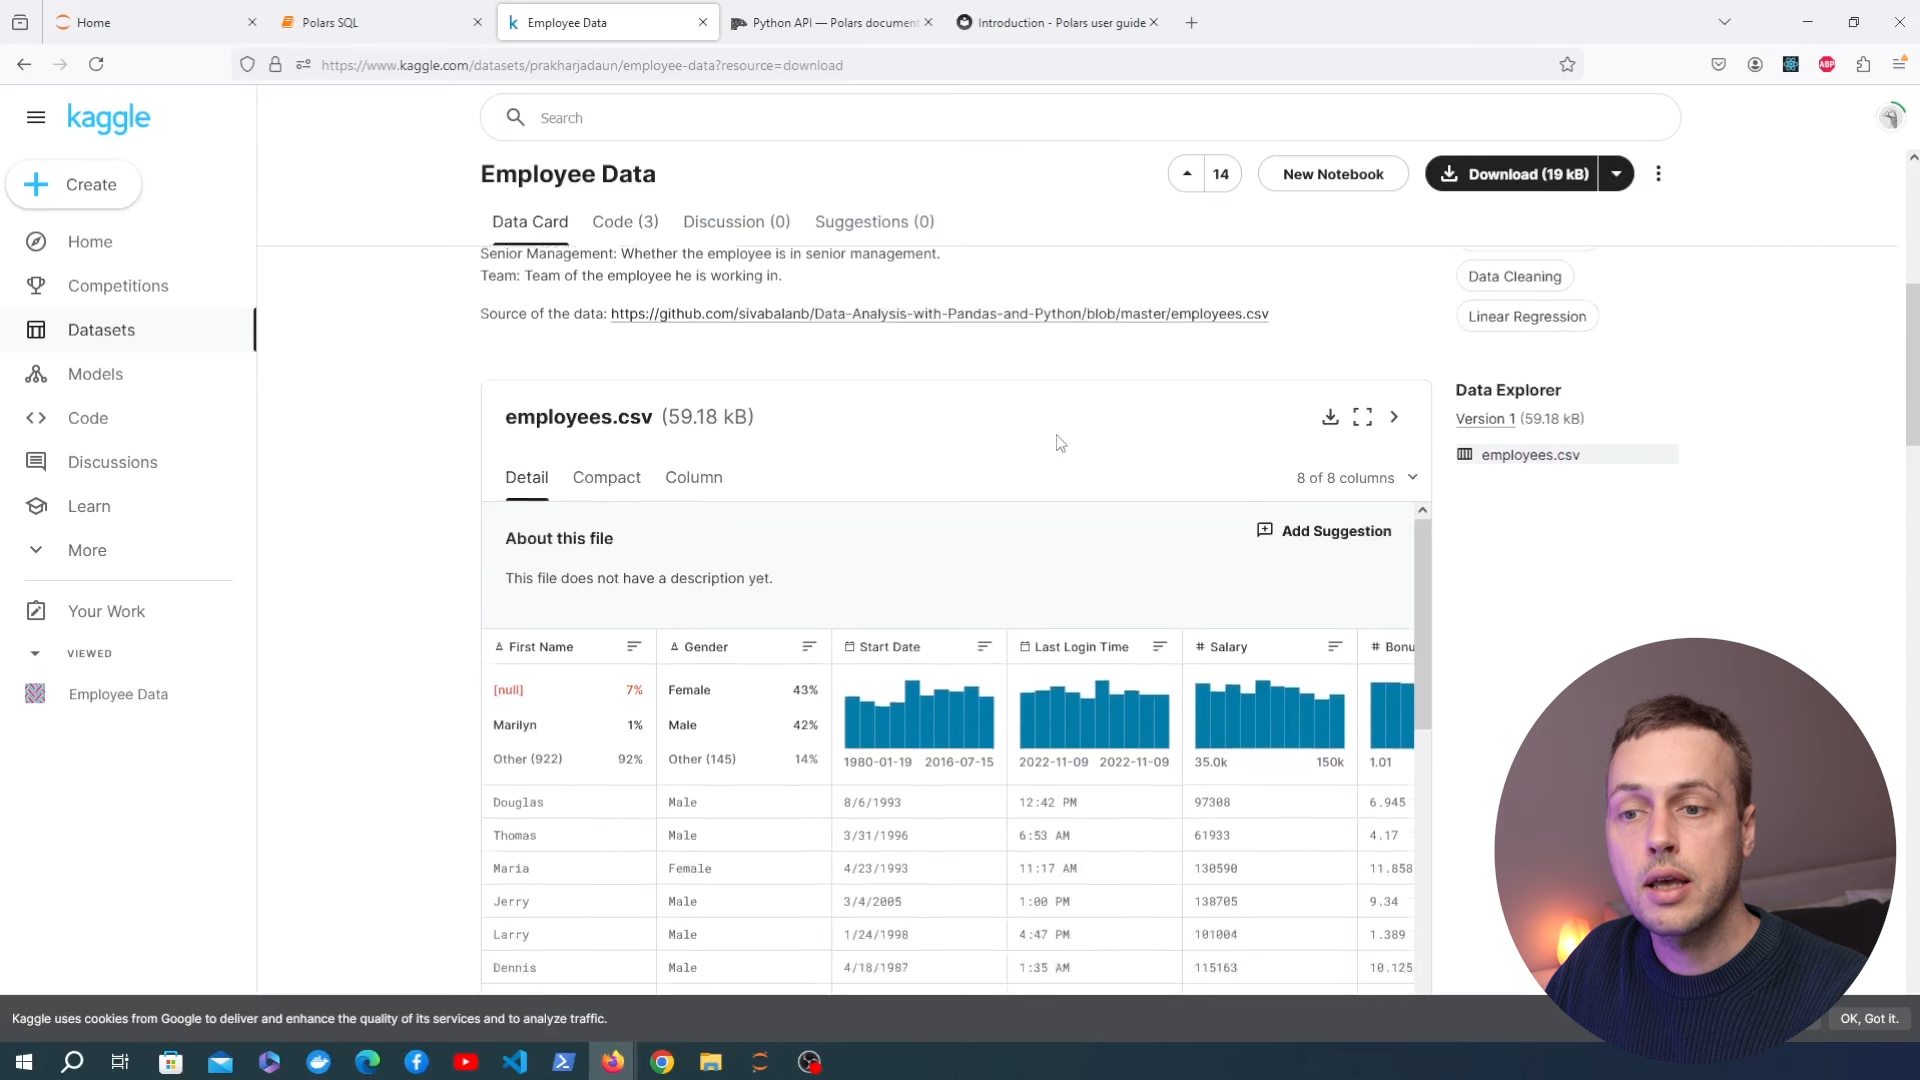 Home
Polars SQL
Employee Data
Python API — Polars document
Introduction - Polars user guide
https://www.kaggle.com/datasets/prakharjadaun/employee-data?resource=download
ABP
kaggle
Search
Create
Home
Competitions
Datasets
Models
Code
Discussions
Learn
More
Your Work
VIEWED
Employee Data
Employee Data
14
New Notebook
Download (19 kB)
Data Card
Code (3)
Discussion (0)
Suggestions (0)
Senior Management: Whether the employee is in senior management.
Team: Team of the employee he is working in.
Source of the data: https://github.com/sivabalanb/Data-Analysis-with-Pandas-and-Python/blob/master/employees.csv
Data Cleaning
Linear Regression
employees.csv (59.18 kB)
Detail
Compact
Column
8 of 8 columns
Data Explorer
Version 1 (59.18 kB)
employees.csv
About this file
Add Suggestion
This file does not have a description yet.
First Name Gender Start Date Last Login Time # Salary # Bonu
[null] 7% Female 43%
Marilyn 1% Male 42%
Other (922) 92% Other (145) 14% 1980-01-19 2016-07-15 2022-11-09 2022-11-09 35.0k 150k 1.01
Douglas Male 8/6/1993 12:42 PM 97308 6.945
Thomas Male 3/31/1996 6:53 AM 61933 4.17
Maria Female 4/23/1993 11:17 AM 130590 11.858
Jerry Male 3/4/2005 1:00 PM 138705 9.34
Larry Male 1/24/1998 4:47 PM 101004 1.389
Dennis Male 4/18/1987 1:35 AM 115163 10.125
Kaggle uses cookies from Google to deliver and enhance the quality of its services and to analyze traffic.
OK, Got it.